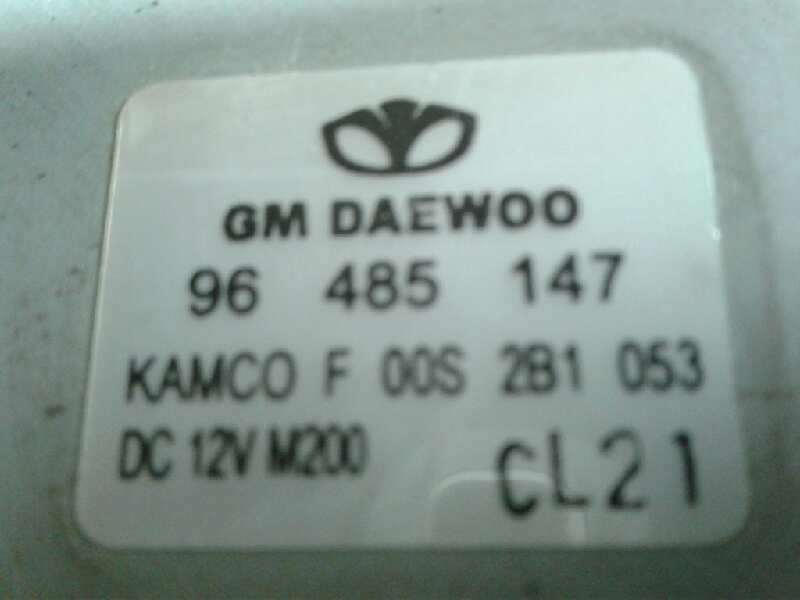 GM DAEWOO
96 485 147
KAMCO F 00S 2B1 053
DC 12V M200
CL21